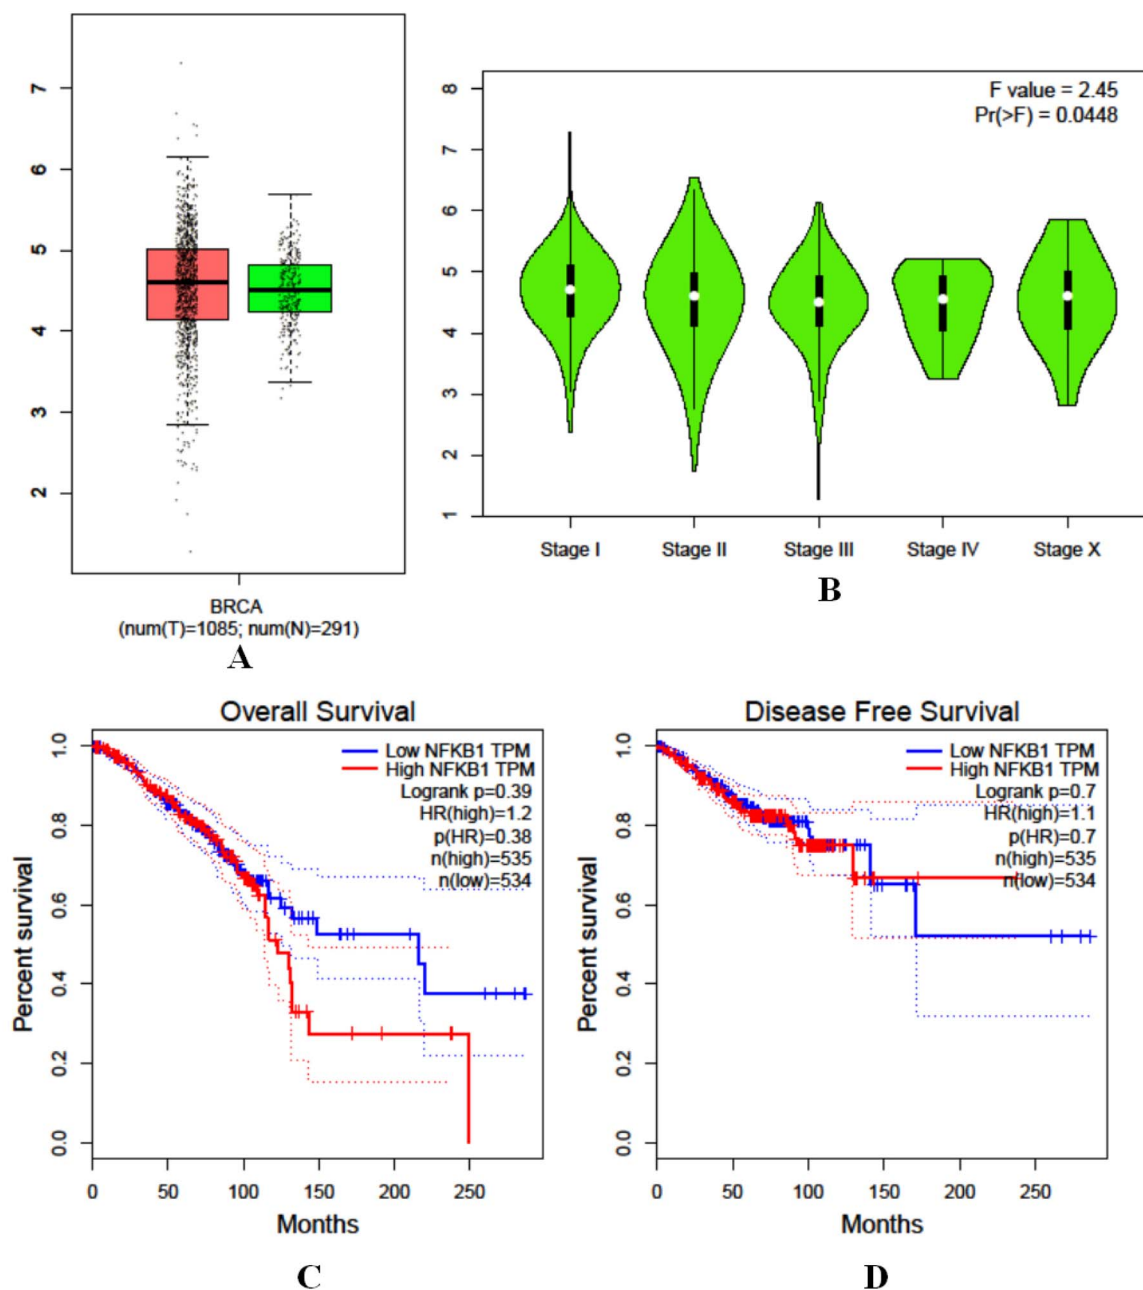 7
6
5
4
3
2
BRCA
(num(T)=1085; num(N)=291)
A
8
7
6
5
4
3
2
1
F value = 2.45
Pr(>F) = 0.0448
Stage I Stage II Stage III Stage IV Stage X
B
Overall Survival
Percent survival
1.0
0.8
0.6
0.4
0.2
0.0
Low NFKB1 TPM
High NFKB1 TPM
Logrank p=0.39
HR(high)=1.2
p(HR)=0.38
n(high)=535
n(low)=534
0 50 100 150 200 250
Months
C
Disease Free Survival
Percent survival
1.0
0.8
0.6
0.4
0.2
0.0
Low NFKB1 TPM
High NFKB1 TPM
Logrank p=0.7
HR(high)=1.1
p(HR)=0.7
n(high)=535
n(low)=534
0 50 100 150 200 250
Months
D